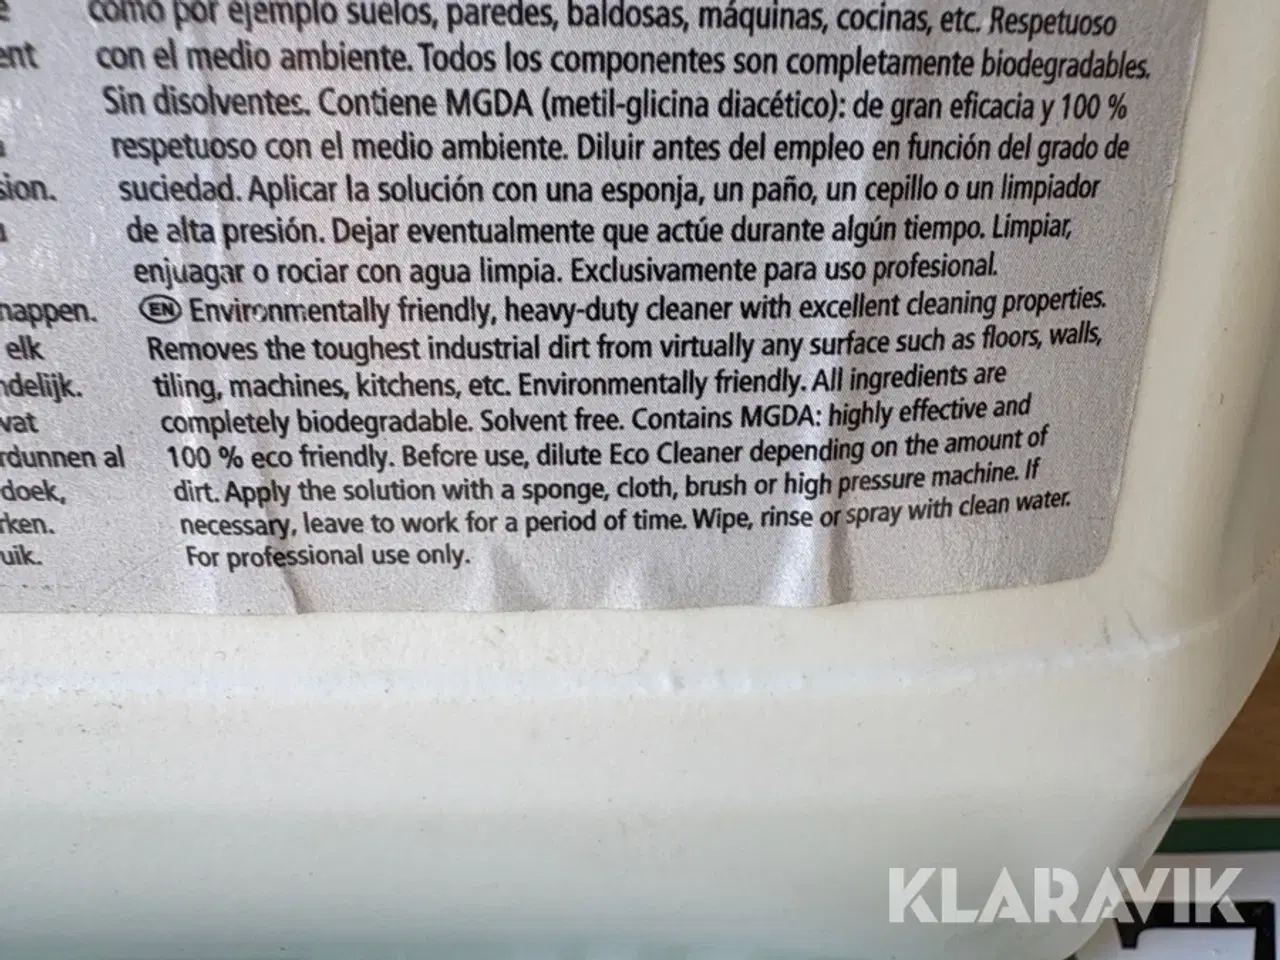 como por ejemplo suelos, paredes, baldosas, máquinas, cocinas, etc. Respetuoso
ent con el medio ambiente. Todos los componentes son completamente biodegradables.
Sin disolventes. Contiene MGDA (metil-glicina diacético): de gran eficacia y 100 %
respetuoso con el medio ambiente. Diluir antes del empleo en función del grado de
sion. suciedad. Aplicar la solución con una esponja, un paño, un cepillo o un limpiador
de alta presión. Dejar eventualmente que actúe durante algún tiempo. Limpiar,
enjuagar o rociar con agua limpia. Exclusivamente para uso profesional.
happen. EN Environmentally friendly, heavy-duty cleaner with excellent cleaning properties.
elk Removes the toughest industrial dirt from virtually any surface such as floors, walls,
ndelijk. tiling, machines, kitchens, etc. Environmentally friendly. All ingredients are
vat completely biodegradable. Solvent free. Contains MGDA: highly effective and
rdunnen al 100 % eco friendly. Before use, dilute Eco Cleaner depending on the amount of
doek, dirt. Apply the solution with a sponge, cloth, brush or high pressure machine. If
rken. necessary, leave to work for a period of time. Wipe, rinse or spray with clean water.
uik. For professional use only.
KLARAVIK